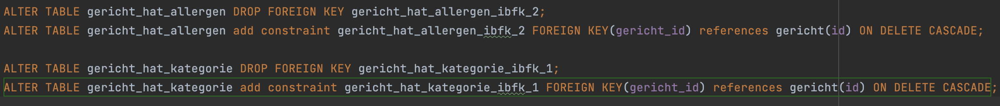 ALTER TABLE gericht_hat_allergen DROP FOREIGN KEY gericht_hat_allergen_ibfk_2;
ALTER TABLE gericht_hat_allergen add constraint gericht_hat_allergen_ibfk_2 FOREIGN KEY(gericht_id) references gericht(id) ON DELETE CASCADE;
ALTER TABLE gericht_hat_kategorie DROP FOREIGN KEY gericht_hat_kategorie_ibfk_1;
ALTER TABLE gericht_hat_kategorie add constraint gericht_hat_kategorie_ibfk_1 FOREIGN KEY(gericht_id) references gericht(id) ON DELETE CASCADE;